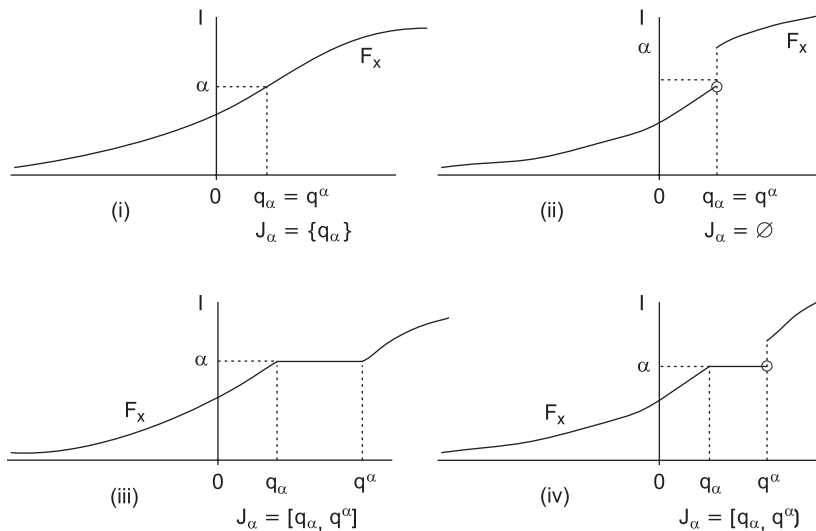 I
F_x
α
0
q_α = q^α
(i)
J_α = {q_α}
I
α
F_x
0
q_α = q^α
(ii)
J_α = ∅
I
α
F_x
0
q_α
q^α
(iii)
J_α = [q_α, q^α]
I
α
F_x
0
q_α
q^α
(iv)
J_α = [q_α, q^α)